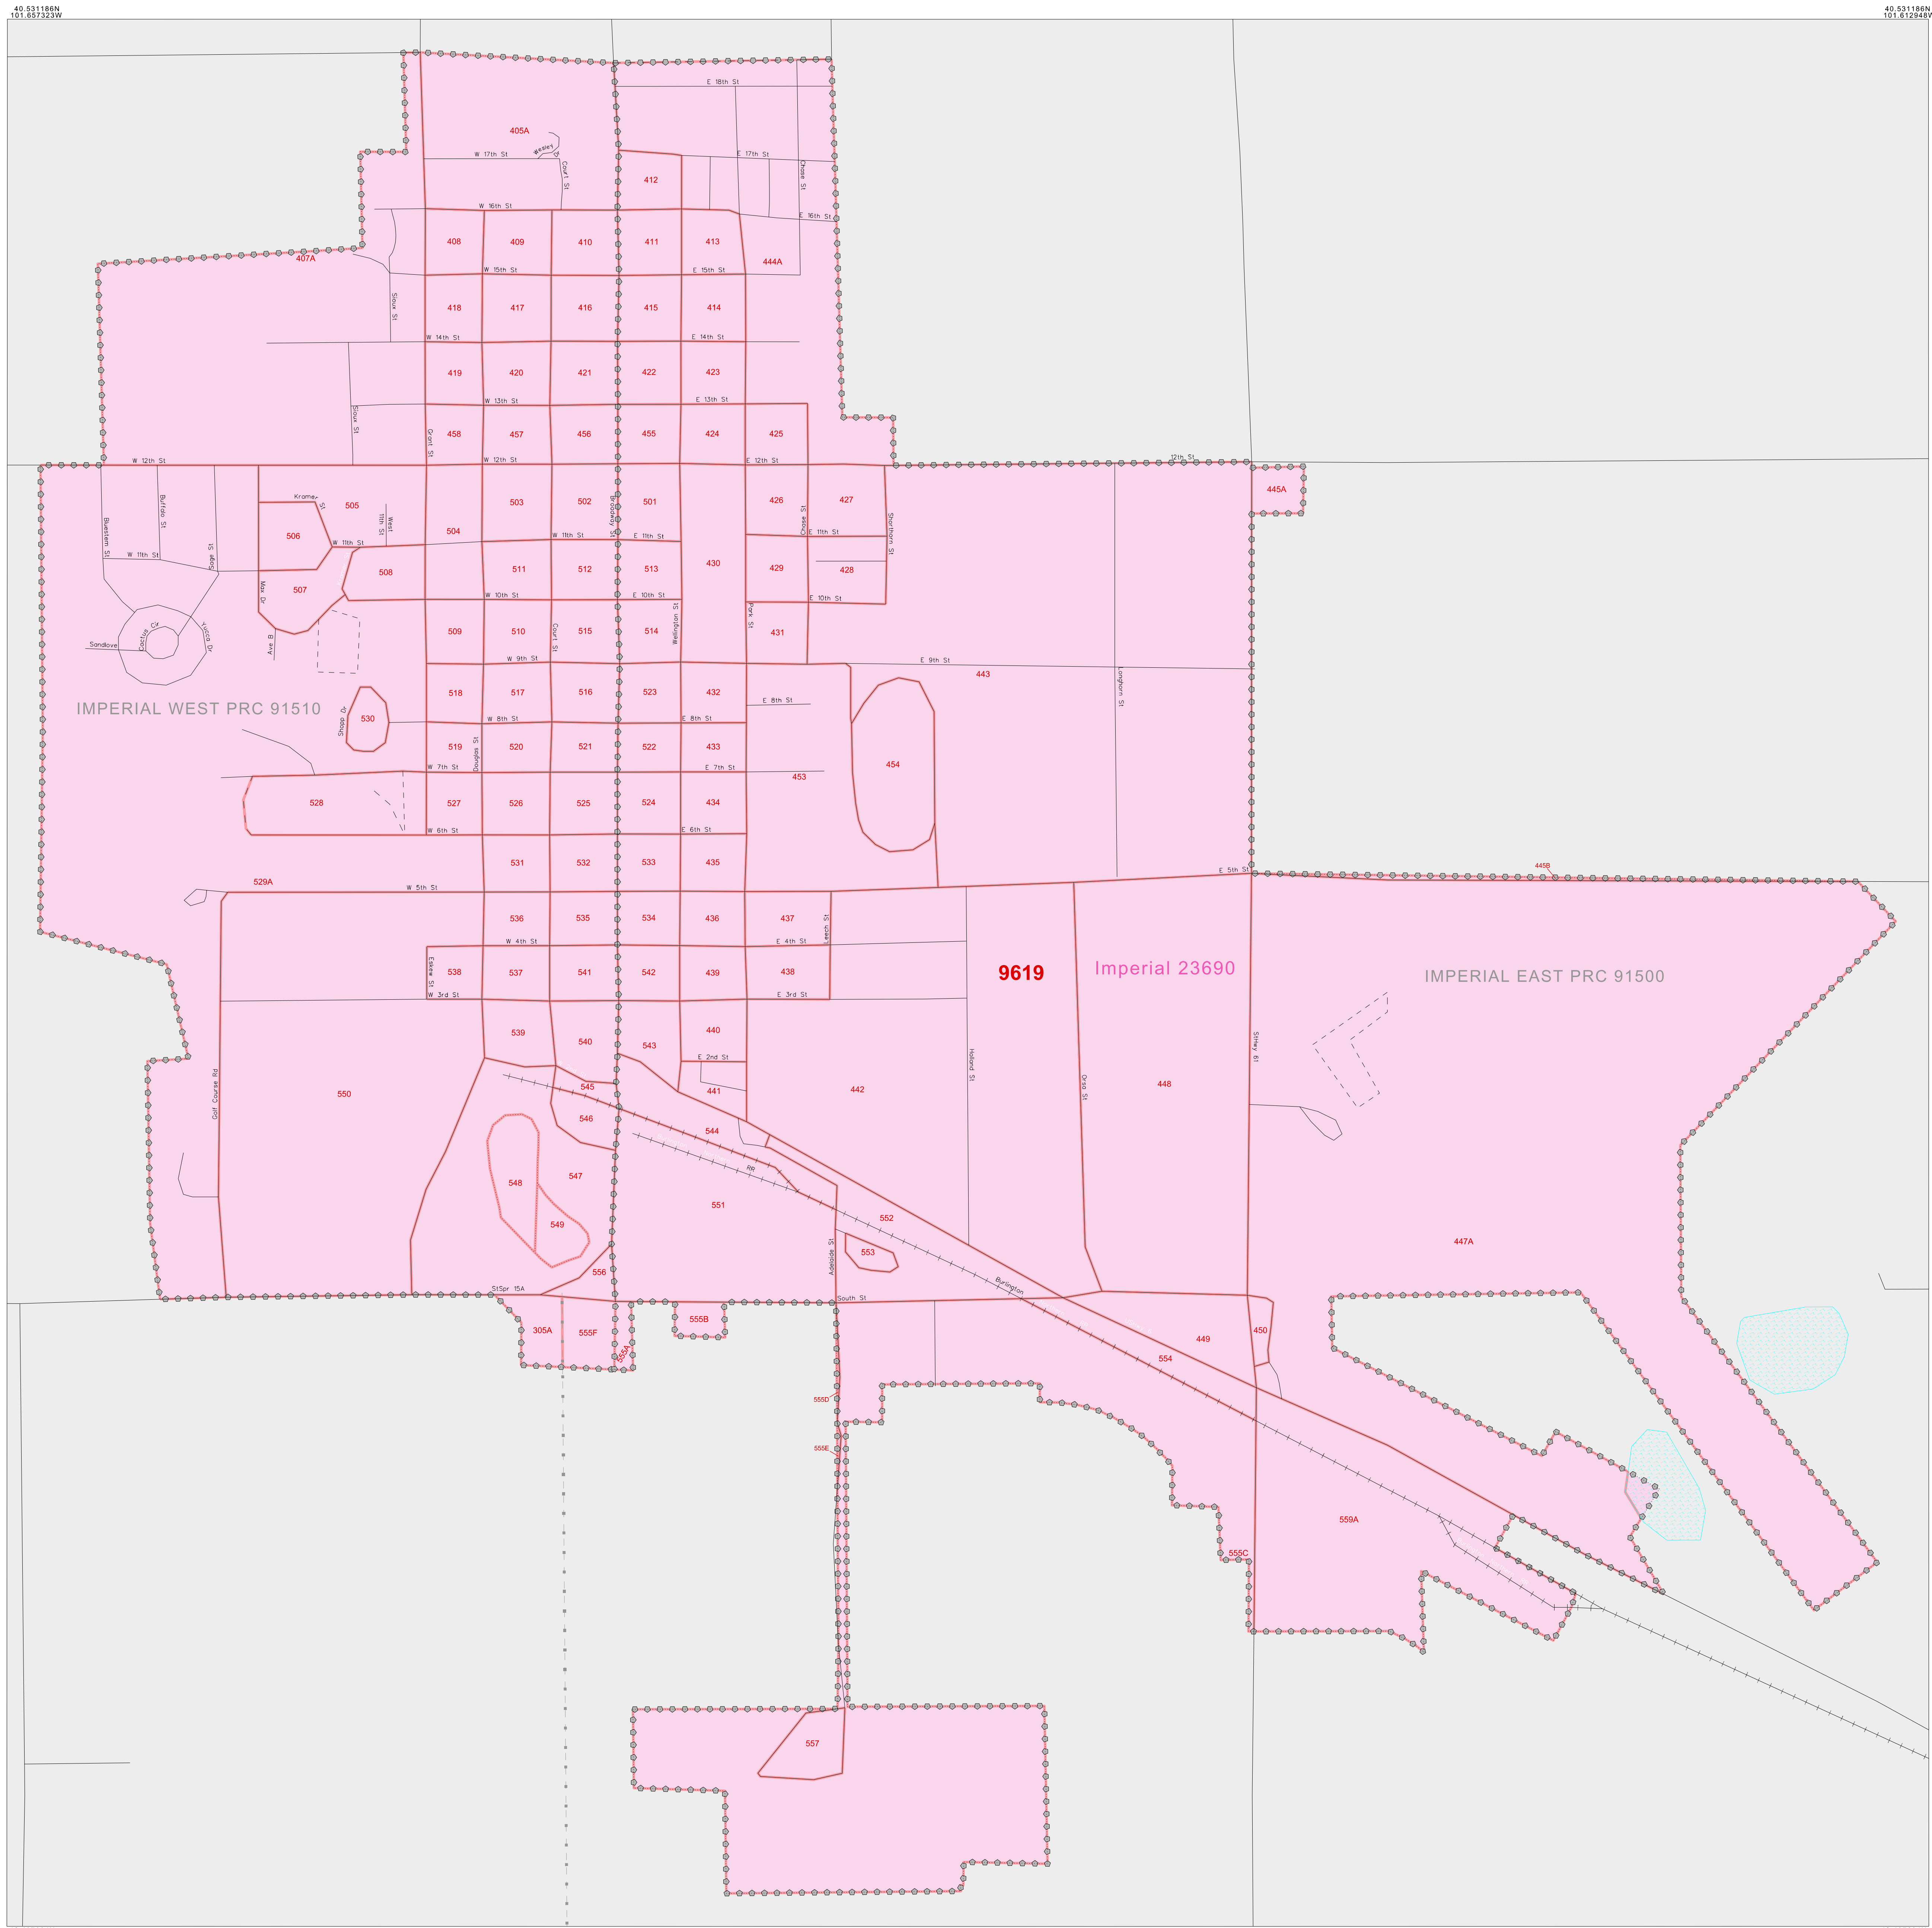 40.531186N
101.657323W
40.531186N
101.612948W
E 18th St
405A
Wesley D
W 17th St
E 17th St
Court St
Chase St
412
W 16th St
E 16th St
408
409
410
411
413
407A
444A
W 15th St
E 15th St
Sioux St
418
417
416
415
414
W 14th St
E 14th St
419
420
421
422
423
W 13th St
E 13th St
Sioux St
Grant St
458
457
456
455
424
425
W 12th St
W 12th St
E 12th St
12th St
445A
Bluestem St
Buffalo St
Sage St
Kramer St
505
West 11th St
504
503
502
Broadway St
501
426
Chase St
427
Shorthorn St
506
W 11th St
W 11th St
E 11th St
E 11th St
W 11th St
508
511
512
513
430
429
428
507
Max Dr
W 10th St
E 10th St
E 10th St
Cactus Cir
Yucca Dr
Sandlove
Ave B
509
510
Court St
515
514
Wellington St
Park St
431
W 9th St
E 9th St
443
Longhorn St
IMPERIAL WEST PRC 91510
518
517
516
523
432
E 8th St
Shapp Dr
530
W 8th St
E 8th St
519
Douglas St
520
521
522
433
454
W 7th St
E 7th St
453
528
527
526
525
524
434
W 6th St
E 6th St
531
532
533
435
E 5th St
445B
529A
W 5th St
536
535
534
436
437
Leech St
W 4th St
E 4th St
Eskew St
538
537
541
542
439
438
9619
Imperial 23690
IMPERIAL EAST PRC 91500
W 3rd St
E 3rd St
539
540
543
440
E 2nd St
Holland St
StHwy 61
Golf Course Rd
550
545
441
442
Orsa St
448
546
544
RR
547
548
551
549
552
553
Adelaide St
447A
556
Burlington
StSpr 15A
South St
305A
555F
555A
555B
449
450
554
555D
555E
559A
555C
557